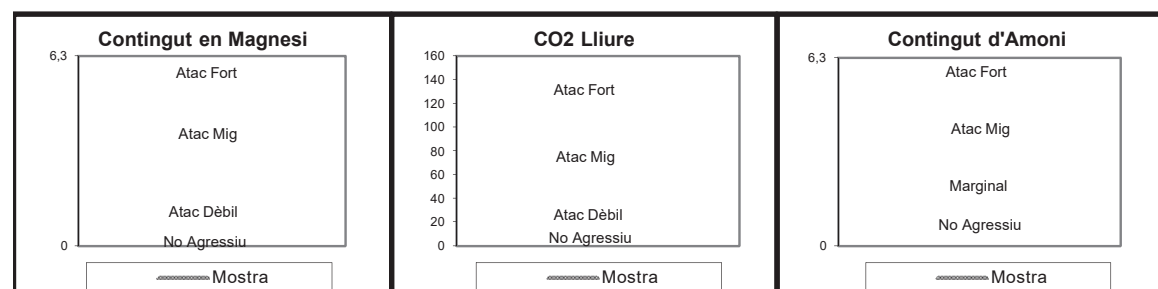 Contingut en Magnesi
6,3
Atac Fort
Atac Mig
Atac Dèbil
No Agressiu
0
Mostra
CO2 Lliure
160
140
120
100
80
60
40
20
0
Atac Fort
Atac Mig
Atac Dèbil
No Agressiu
Mostra
Contingut d'Amoni
6,3
Atac Fort
Atac Mig
Marginal
No Agressiu
0
Mostra